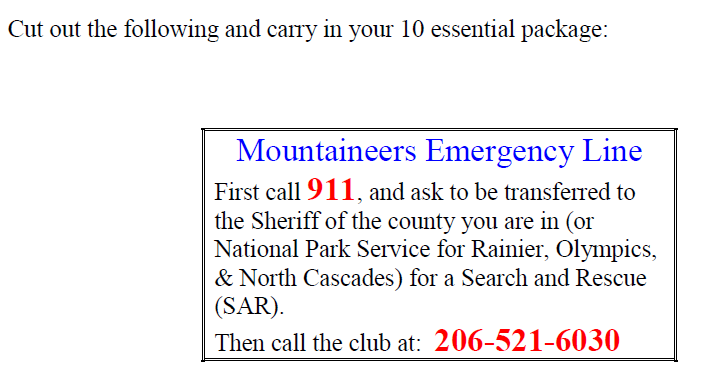 Cut out the following and carry in your 10 essential package:
Mountaineers Emergency Line
First call 911, and ask to be transferred to
the Sheriff of the county you are in (or
National Park Service for Rainier, Olympics,
& North Cascades) for a Search and Rescue
(SAR).
Then call the club at: 206-521-6030